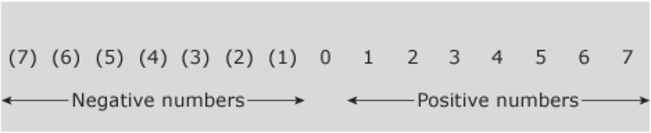 (7) (6) (5) (4) (3) (2) (1) 0 1 2 3 4 5 6 7
Negative numbers Positive numbers